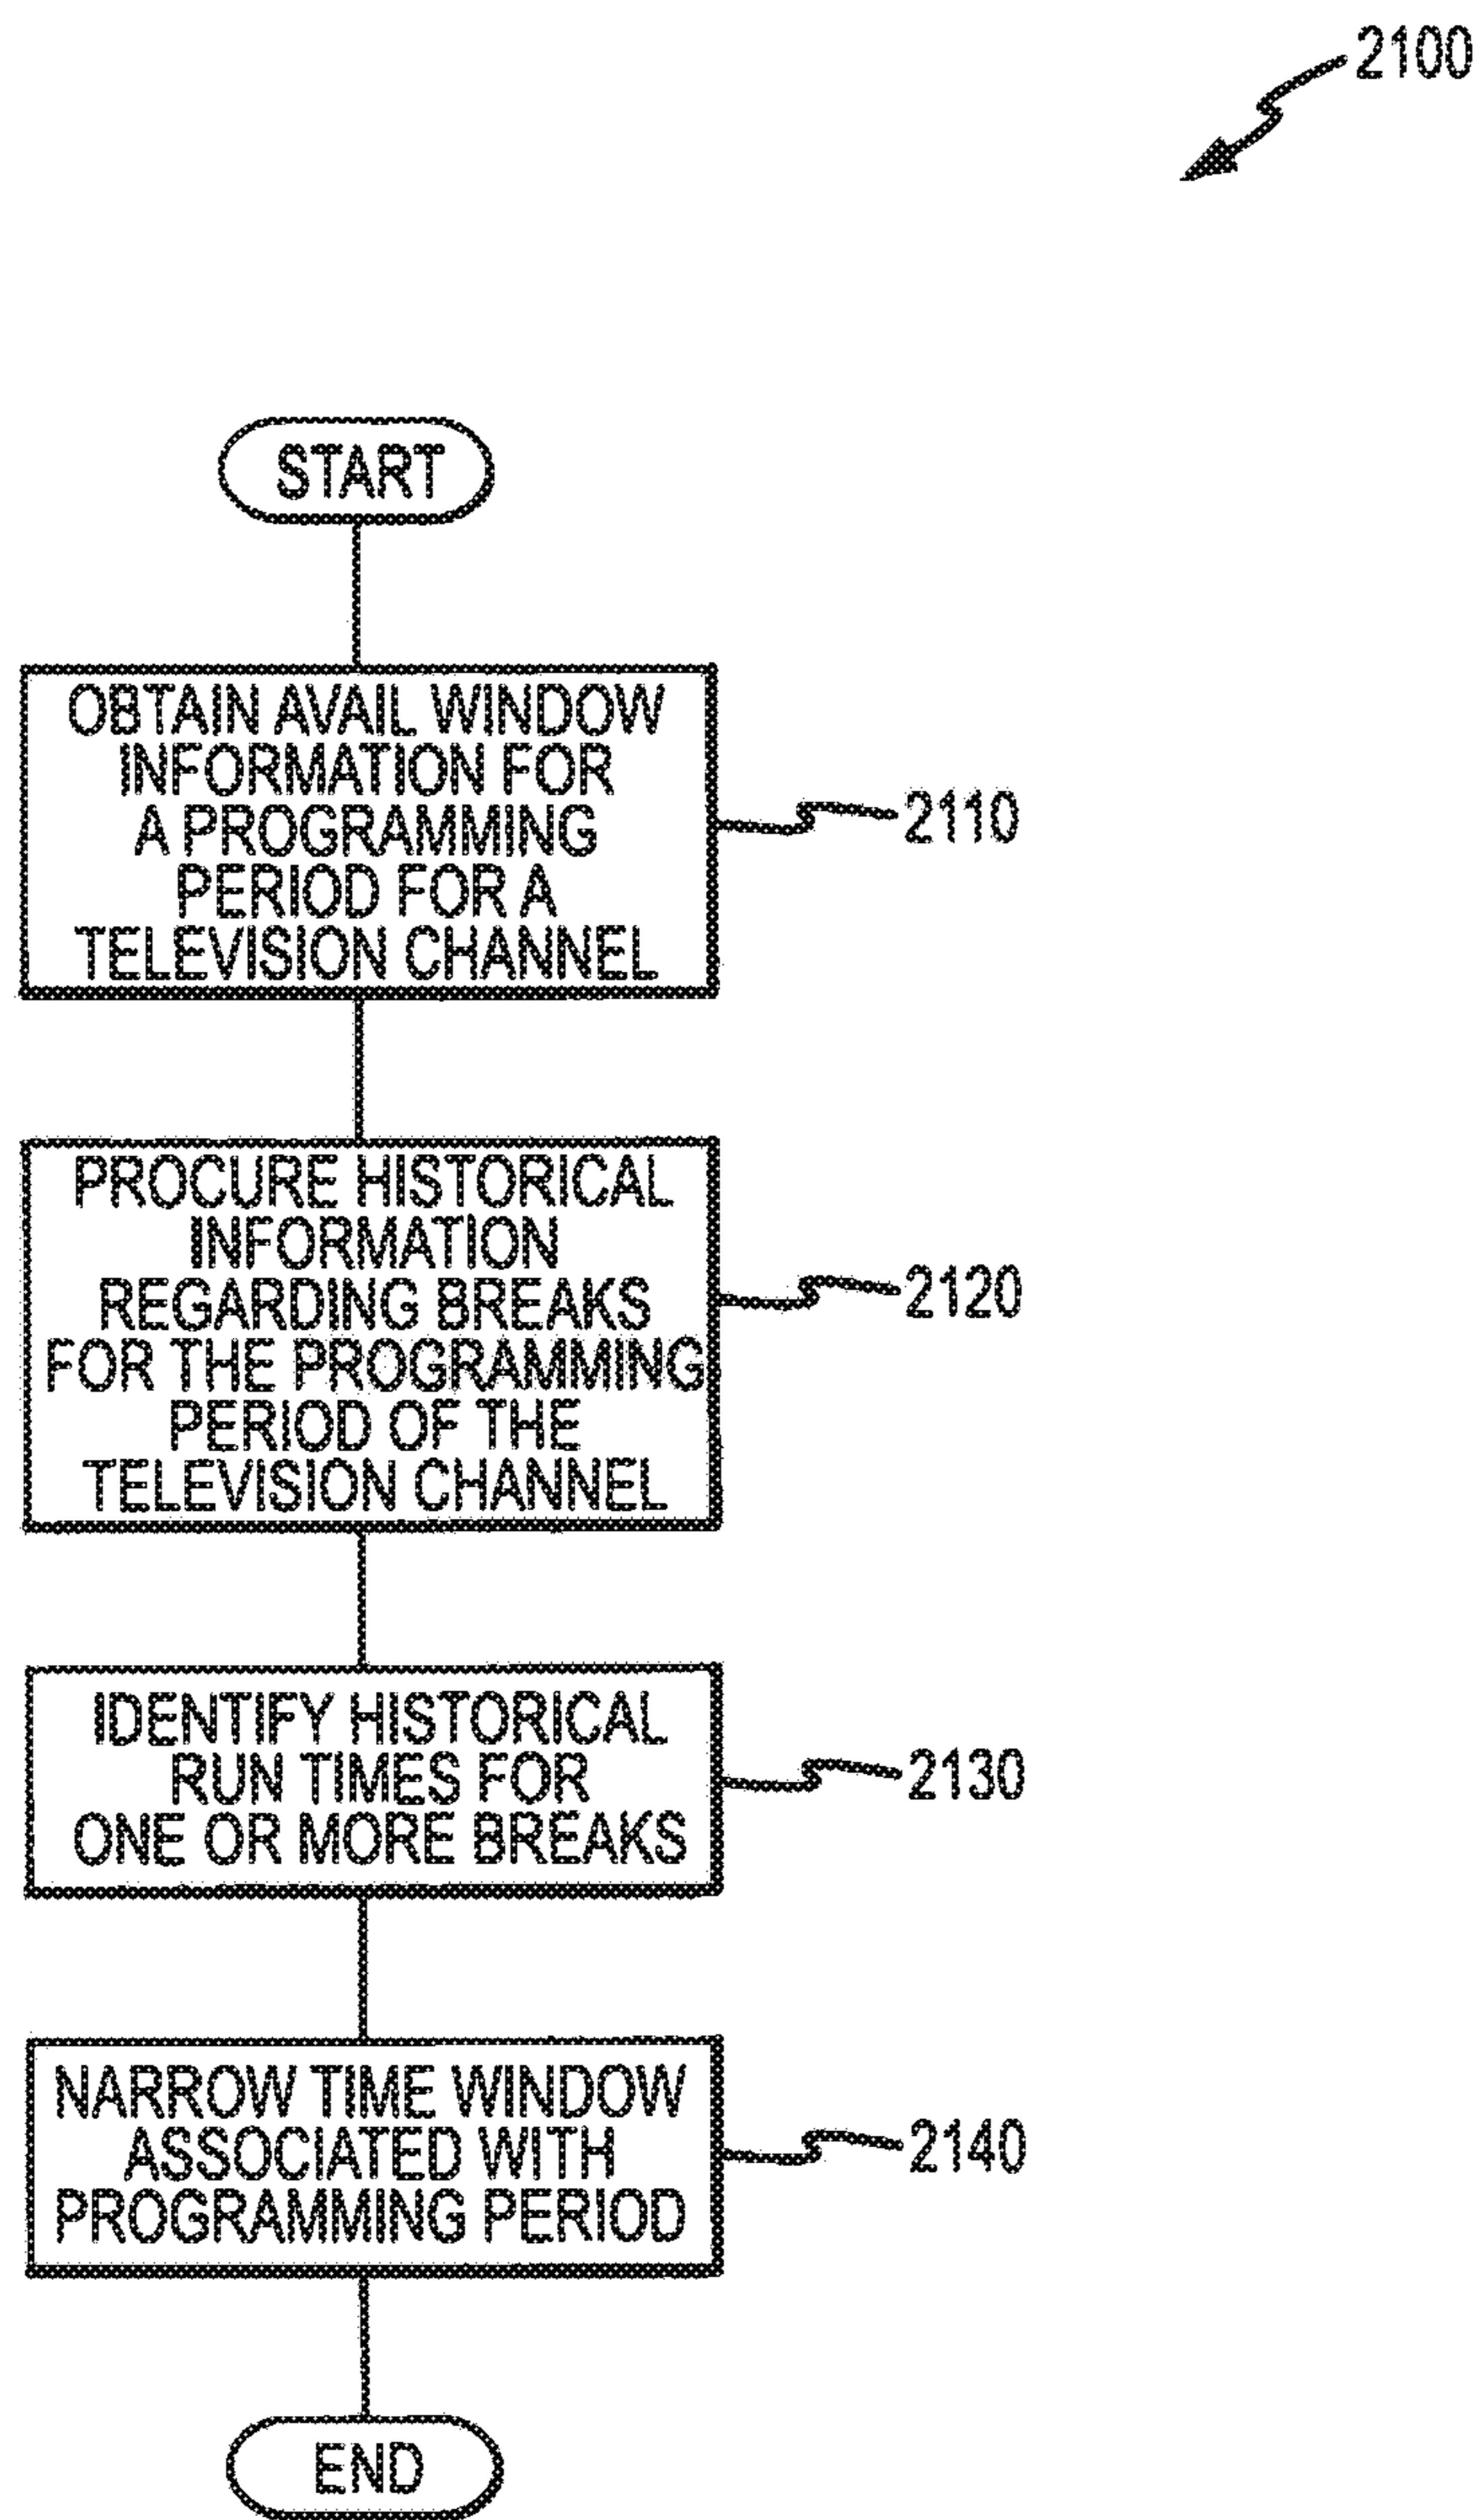 2100
START
OBTAIN AVAIL WINDOW
INFORMATION FOR
A PROGRAMMING
PERIOD FOR A
TELEVISION CHANNEL
2110
PROCURE HISTORICAL
INFORMATION
REGARDING BREAKS
FOR THE PROGRAMMING
PERIOD OF THE
TELEVISION CHANNEL
2120
IDENTIFY HISTORICAL
RUN TIMES FOR
ONE OR MORE BREAKS
2130
NARROW TIME WINDOW
ASSOCIATED WITH
PROGRAMMING PERIOD
2140
END